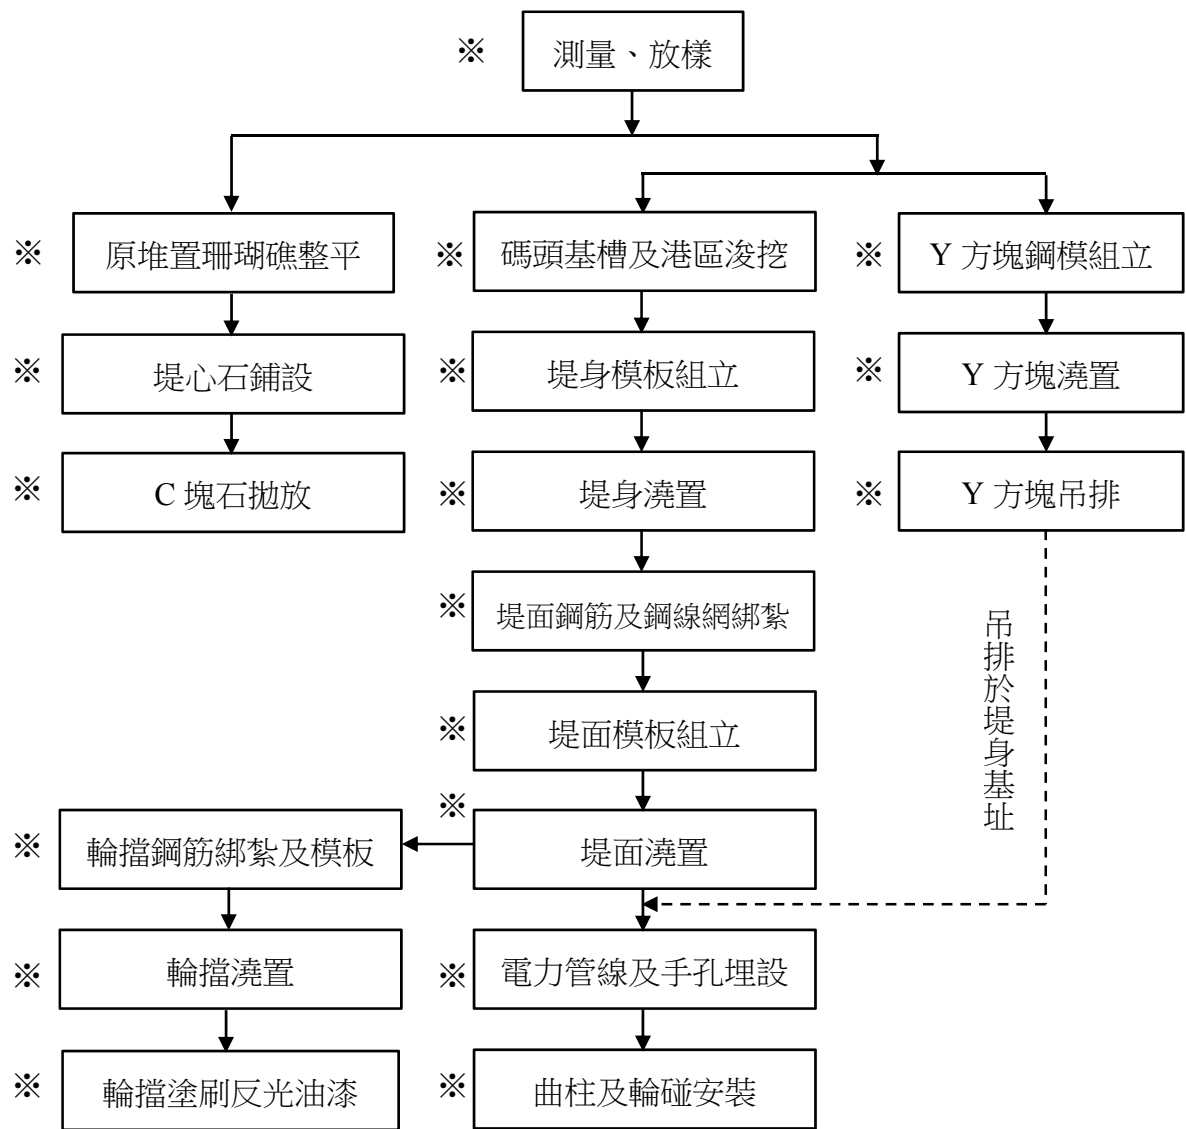 ※ 測量、放樣
※ 原堆置珊瑚礁整平
※ 碼頭基槽及港區浚挖
※ Y 方塊鋼模組立
※ 堤心石鋪設
※ 堤身模板組立
※ Y 方塊澆置
※ C 塊石拋放
※ 堤身澆置
※ Y 方塊吊排
※ 堤面鋼筋及鋼線網綁紮
吊排於堤身基址
※ 堤面模板組立
※ 輪擋鋼筋綁紮及模板
※ 堤面澆置
※ 輪擋澆置
※ 電力管線及手孔埋設
※ 輪擋塗刷反光油漆
※ 曲柱及輪碰安裝